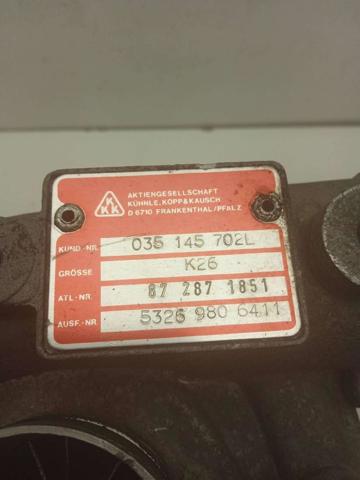 KKK
AKTIENGESELLSCHAFT
KÜHNLE, KOPP & KAUSCH
D 6710 FRANKENTHAL/PFALZ
KUND.-NR. 035 145 702L
GRÖSSE K26
ATL.-NR. 87 287 1851
AUSF.-NR. 5326 980 6411